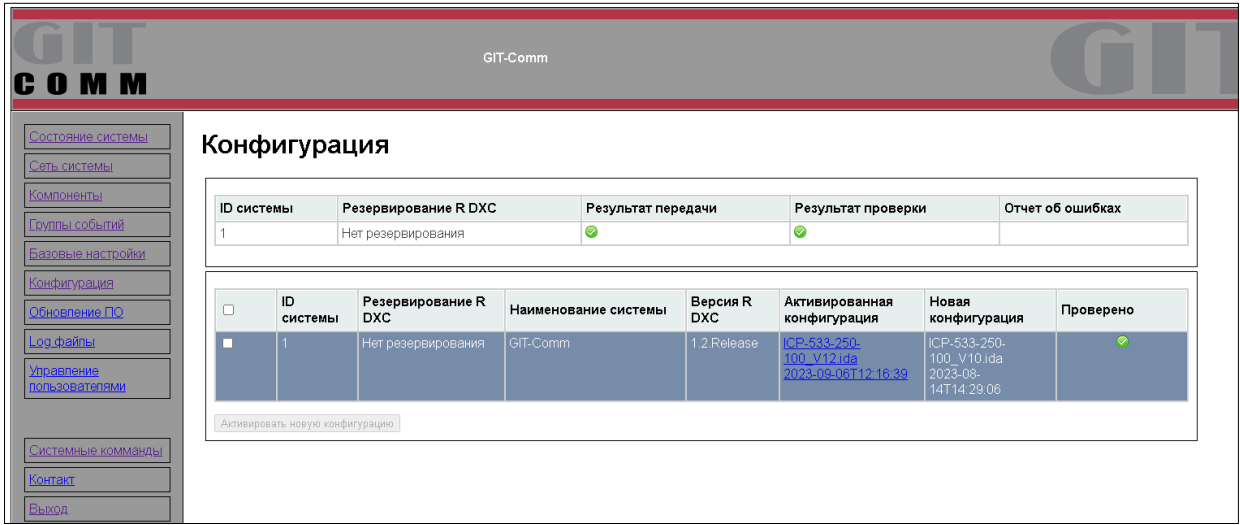 GIT
COMM
GIT-Comm
GIT
Состояние системы
Сеть системы
Компоненты
Группы событий
Базовые настройки
Конфигурация
Обновление ПО
Log файлы
Управление
пользователями
Системные комманды
Контакт
Выход
Конфигурация
ID системы Резервирование R DXC Результат передачи Результат проверки Отчет об ошибках
1 Нет резервирования
ID
системы
Резервирование R
DXC
Наименование системы
Версия R
DXC
Активированная
конфигурация
Новая
конфигурация
Проверено
1
Нет резервирования
GIT-Comm
1.2 Release
ICP-533-250-
100_V12.ida
2023-09-06T12:16:39
ICP-533-250-
100_V10.ida
2023-08-
14T14:29:06
Активировать новую конфигурацию